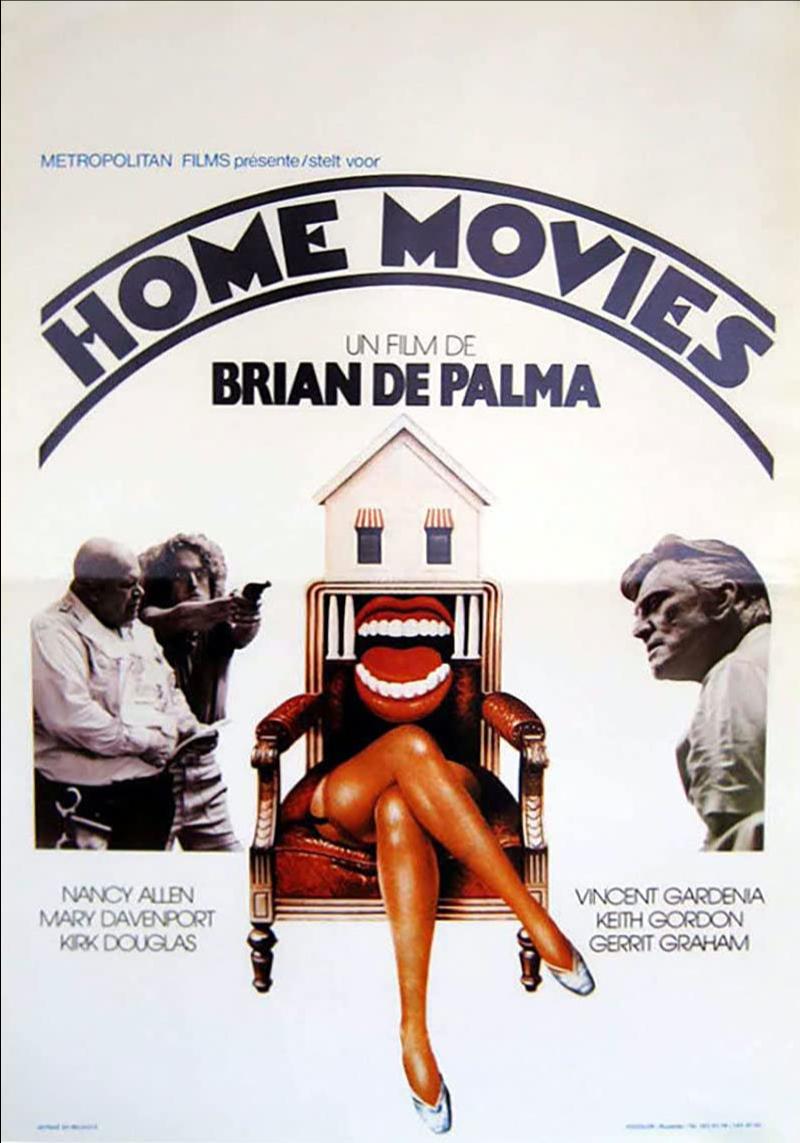 METROPOLITAN FILMS présente/stelt voor
HOME MOVIES
UN FILM DE
BRIAN DE PALMA
NANCY ALLEN
MARY DAVENPORT
KIRK DOUGLAS
VINCENT GARDENIA
KEITH GORDON
GERRIT GRAHAM